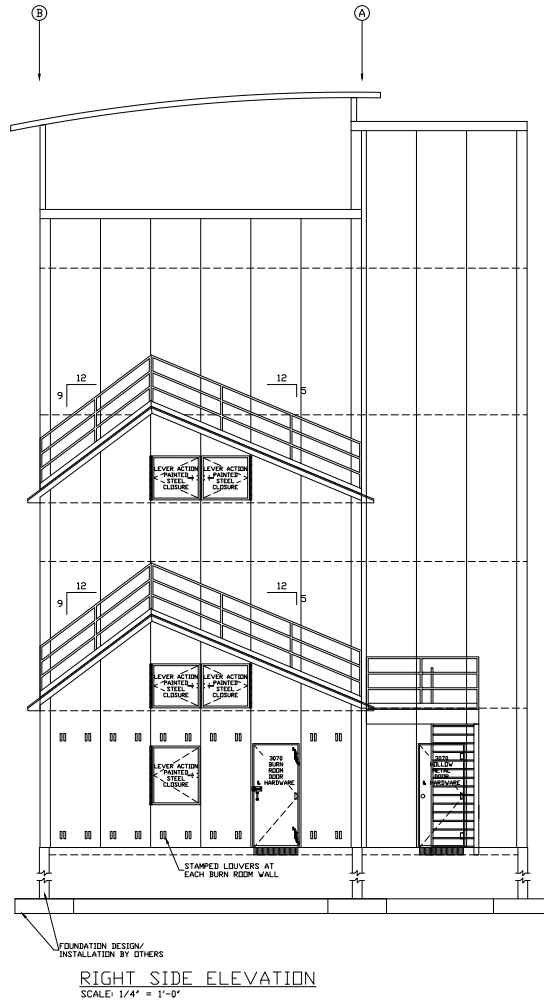 B
A
12
9
12
5
LEVER ACTION
PAINTED
STEEL
CLOSURE
LEVER ACTION
PAINTED
STEEL
CLOSURE
12
9
12
5
LEVER ACTION
PAINTED
STEEL
CLOSURE
LEVER ACTION
PAINTED
STEEL
CLOSURE
LEVER ACTION
PAINTED
STEEL
CLOSURE
3070
BURN
ROOM
DOOR
& HARDWARE
3070
HOLLOW
METAL
DOOR
& HARDWARE
STAMPED LOUVERS AT
EACH BURN ROOM WALL
FOUNDATION DESIGN/
INSTALLATION BY OTHERS
RIGHT SIDE ELEVATION
SCALE: 1/4" = 1'-0"